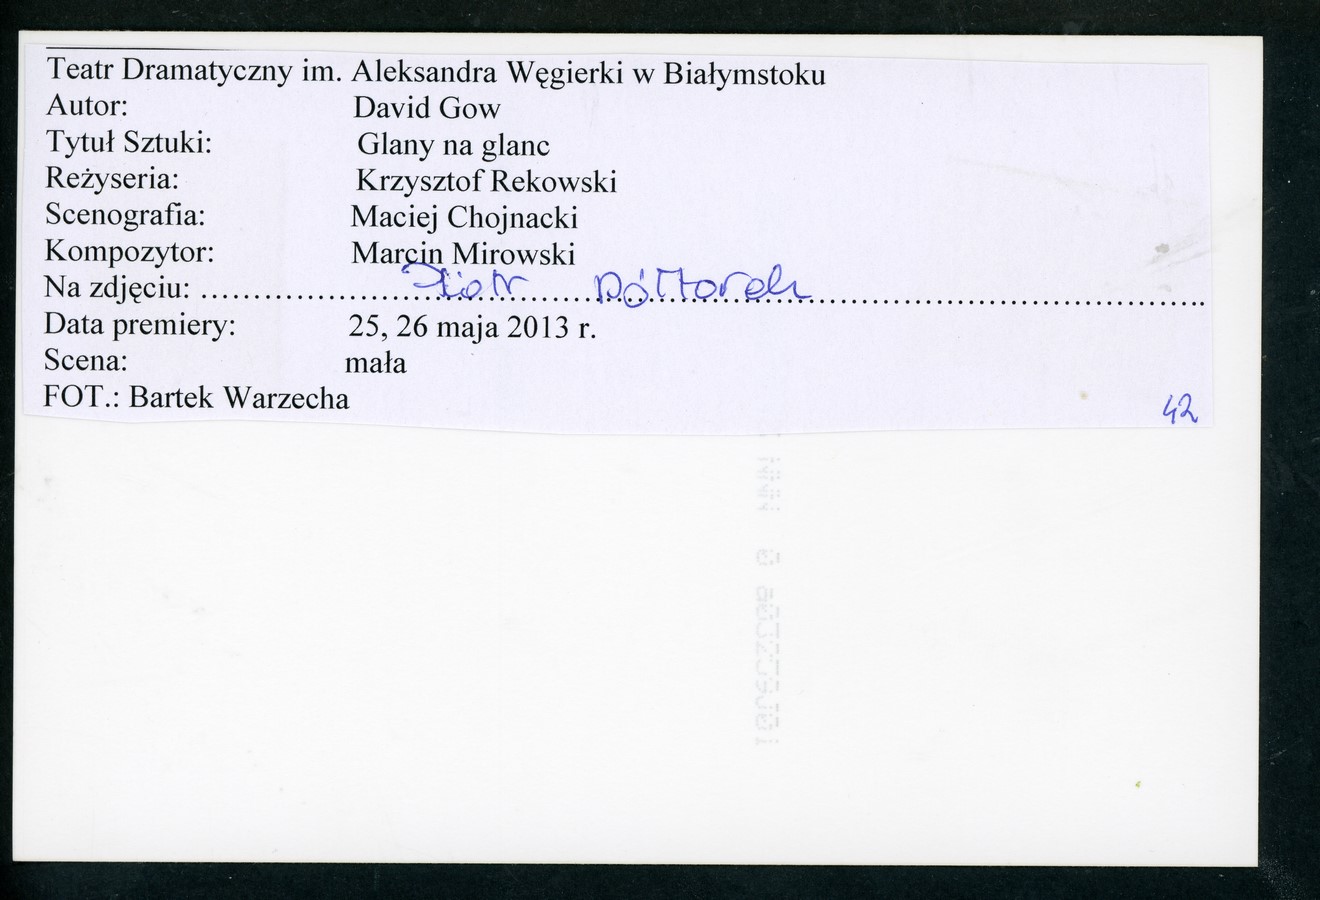 Teatr Dramatyczny im. Aleksandra Węgierki w Białymstoku
Autor: David Gow
Tytuł Sztuki: Glany na glanc
Reżyseria: Krzysztof Rekowski
Scenografia: Maciej Chojnacki
Kompozytor: Marcin Mirowski
Na zdjęciu: Piotr Półtorak
Data premiery: 25, 26 maja 2013 r.
Scena: mała
FOT.: Bartek Warzecha
42